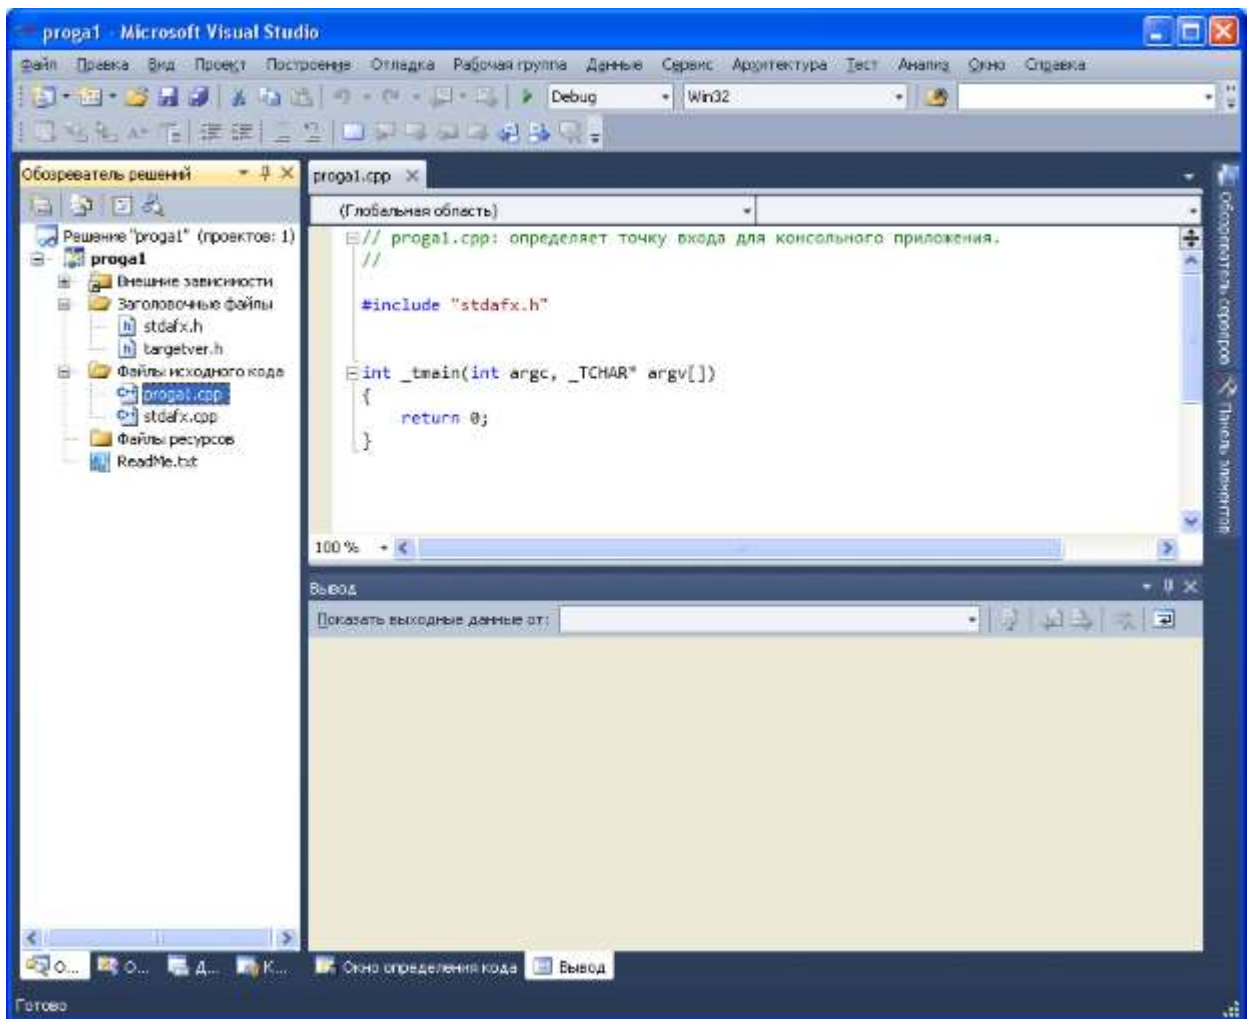 proga1 - Microsoft Visual Studio
Файл Правка Вид Проект Построение Отладка Рабочая группа Данные Сервис Архитектура Тест Анализ Окно Справка
Debug Win32
Обозреватель решений
proga1.cpp
(Глобальная область)
Решение "proga1" (проектов: 1)
proga1
Внешние зависимости
Заголовочные файлы
stdafx.h
targetver.h
Файлы исходного кода
proga1.cpp
stdafx.cpp
Файлы ресурсов
ReadMe.txt
// proga1.cpp: определяет точку входа для консольного приложения.
//
#include "stdafx.h"
int _tmain(int argc, _TCHAR* argv[])
{
return 0;
}
100 %
Вывод
Показать выходные данные от:
Обозреватель серверов
Панель элементов
О... О... Д... К...
Окно определения кода Вывод
Готово